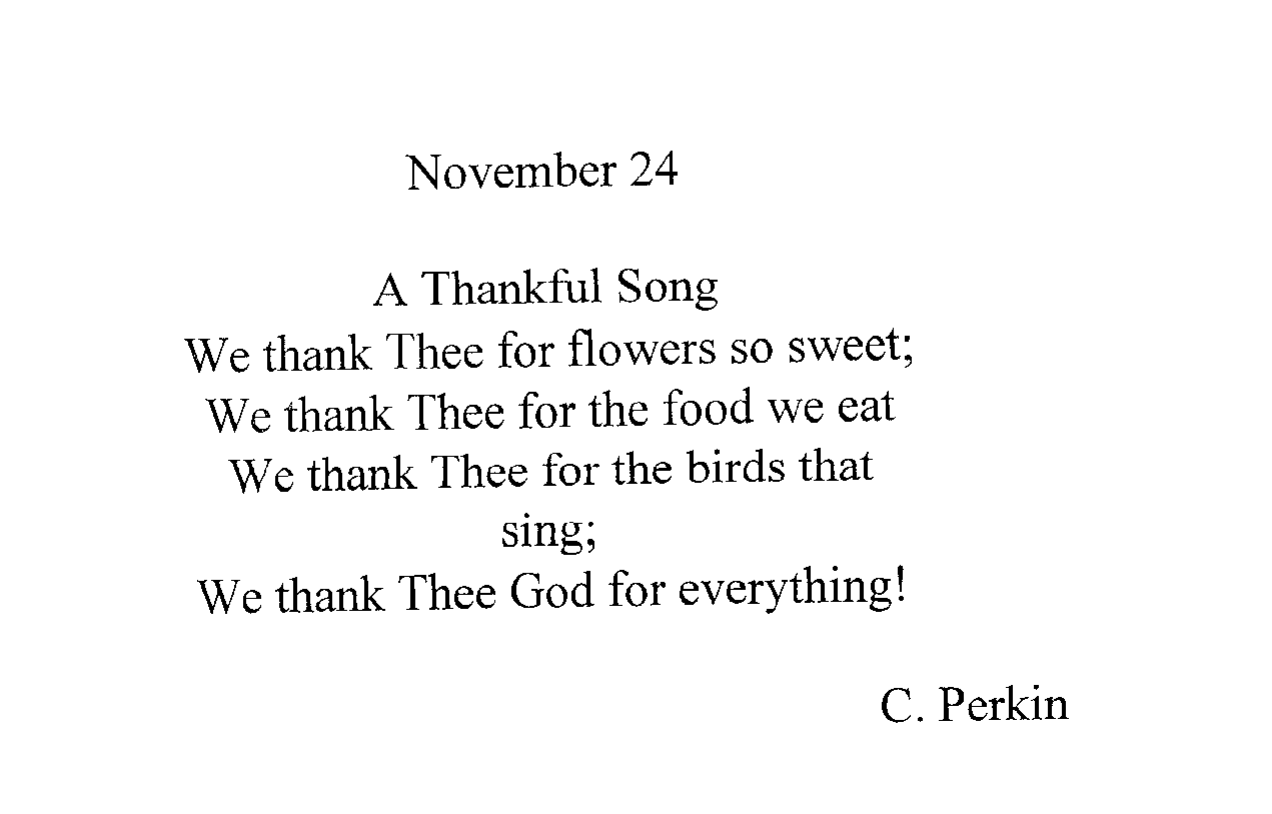 November 24
A Thankful Song
We thank Thee for flowers so sweet;
We thank Thee for the food we eat
We thank Thee for the birds that
sing;
We thank Thee God for everything!
C. Perkin